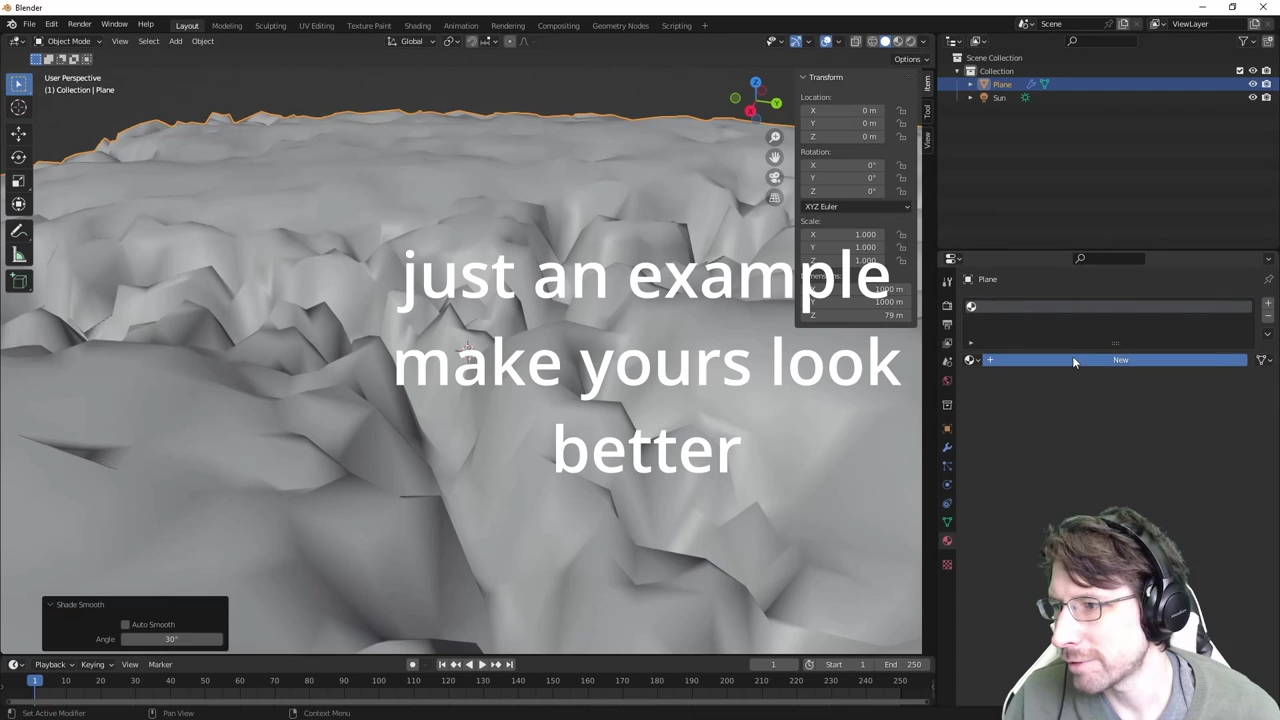 Blender
File Edit Render Window Help Layout Modeling Sculpting UV Editing Texture Paint Shading Animation Rendering Compositing Geometry Nodes Scripting + Scene ViewLayer
Object Mode View Select Add Object Global
Options
User Perspective
(1) Collection | Plane
Z
Y
X
Transform
Location:
X 0 m
Y 0 m
Z 0 m
Rotation:
X 0°
Y 0°
Z 0°
XYZ Euler
Scale:
X 1.000
Y 1.000
Z 1.000
1000 m
1000 m
Z 79 m
Item
Tool
View
Scene Collection
Collection
Plane
Sun
Plane
+ New
just an example
make yours look
better
Shade Smooth
Auto Smooth
Angle 30°
Playback Keying View Marker 1 Start 1 End 250
1 10 20 30 40 50 60 70 80 90 100 110 120 130 140 150 160 170 180 190 200 210 220 230 240 250
Set Active Modifier Pan View Context Menu